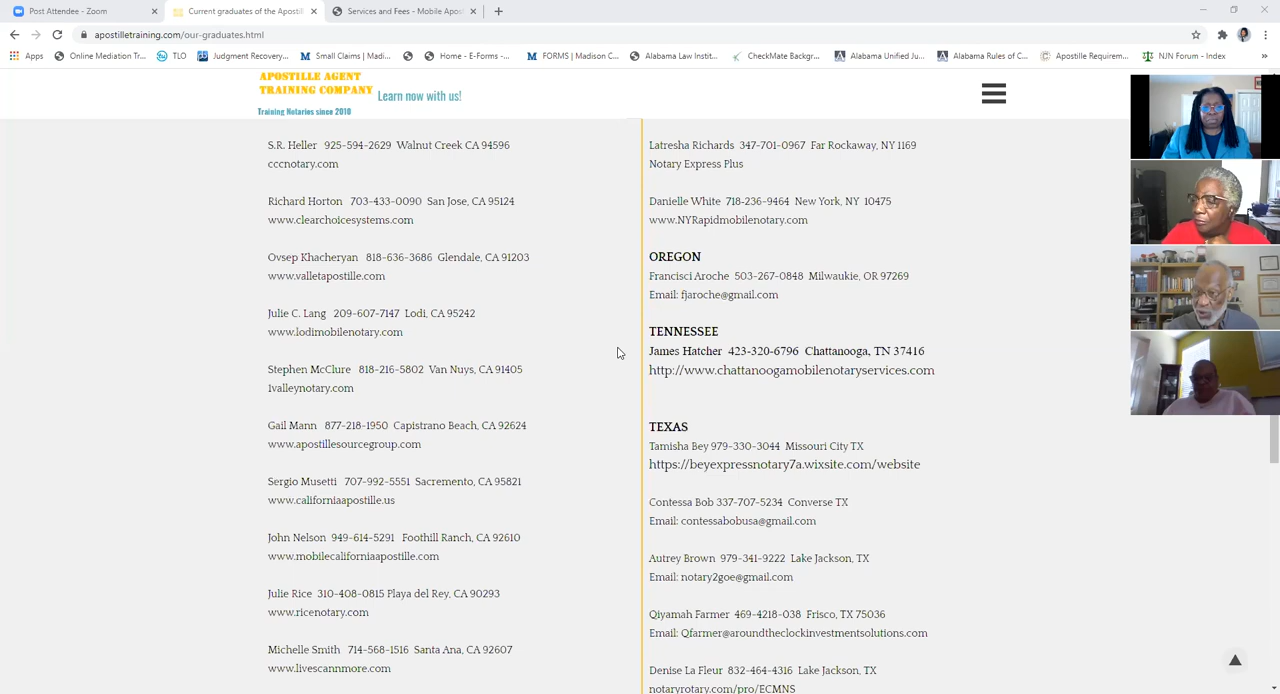 Post Attendee - Zoom
Current graduates of the Apostill
Services and Fees - Mobile Apos
apostilletraining.com/our-graduates.html
Apps
Online Mediation Tr...
TLO
Judgment Recovery...
Small Claims | Madi...
Home - E-Forms -...
FORMS | Madison C...
Alabama Law Instit...
CheckMate Backgr...
Alabama Unified Ju...
Alabama Rules of C...
Apostille Requirem...
NJN Forum - Index
»
APOSTILLE AGENT
TRAINING COMPANY
Learn now with us!
Training Notaries since 2010
S.R. Heller 925-594-2629 Walnut Creek CA 94596
cccnotary.com
Richard Horton 703-433-0090 San Jose, CA 95124
www.clearchoicesystems.com
Ovsep Khacheryan 818-636-3686 Glendale, CA 91203
www.valletapostille.com
Julie C. Lang 209-607-7147 Lodi, CA 95242
www.lodimobilenotary.com
Stephen McClure 818-216-5802 Van Nuys, CA 91405
1valleynotary.com
Gail Mann 877-218-1950 Capistrano Beach, CA 92624
www.apostillesourcegroup.com
Sergio Musetti 707-992-5551 Sacremento, CA 95821
www.californiaapostille.us
John Nelson 949-614-5291 Foothill Ranch, CA 92610
www.mobilecaliforniaapostille.com
Julie Rice 310-408-0815 Playa del Rey, CA 90293
www.ricenotary.com
Michelle Smith 714-568-1516 Santa Ana, CA 92607
www.livescannmore.com
Latresha Richards 347-701-0967 Far Rockaway, NY 1169
Notary Express Plus
Danielle White 718-236-9464 New York, NY 10475
www.NYRapidmobilenotary.com
OREGON
Francisci Aroche 503-267-0848 Milwaukie, OR 97269
Email: fjaroche@gmail.com
TENNESSEE
James Hatcher 423-320-6796 Chattanooga, TN 37416
http://www.chattanoogamobilenotaryservices.com
TEXAS
Tamisha Bey 979-330-3044 Missouri City TX
https://beyexpressnotary7a.wixsite.com/website
Contessa Bob 337-707-5234 Converse TX
Email: contessabobusa@gmail.com
Autrey Brown 979-341-9222 Lake Jackson, TX
Email: notary2goe@gmail.com
Qiyamah Farmer 469-4218-038 Frisco, TX 75036
Email: Qfarmer@aroundtheclockinvestmentsolutions.com
Denise La Fleur 832-464-4316 Lake Jackson, TX
notaryrotary.com/pro/ECMNS